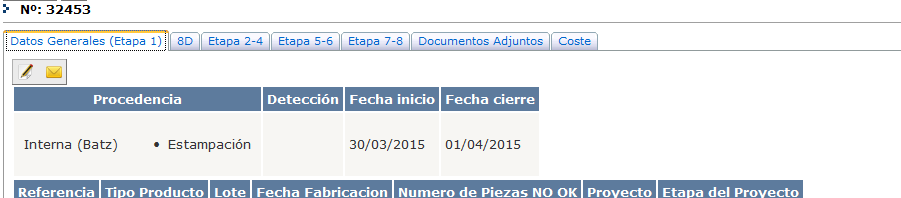 Nº: 32453
Datos Generales (Etapa 1) 8D Etapa 2-4 Etapa 5-6 Etapa 7-8 Documentos Adjuntos Coste
Procedencia Detección Fecha inicio Fecha cierre
Interna (Batz) • Estampación 30/03/2015 01/04/2015
Referencia Tipo Producto Lote Fecha Fabricacion Numero de Piezas NO OK Proyecto Etapa del Proyecto